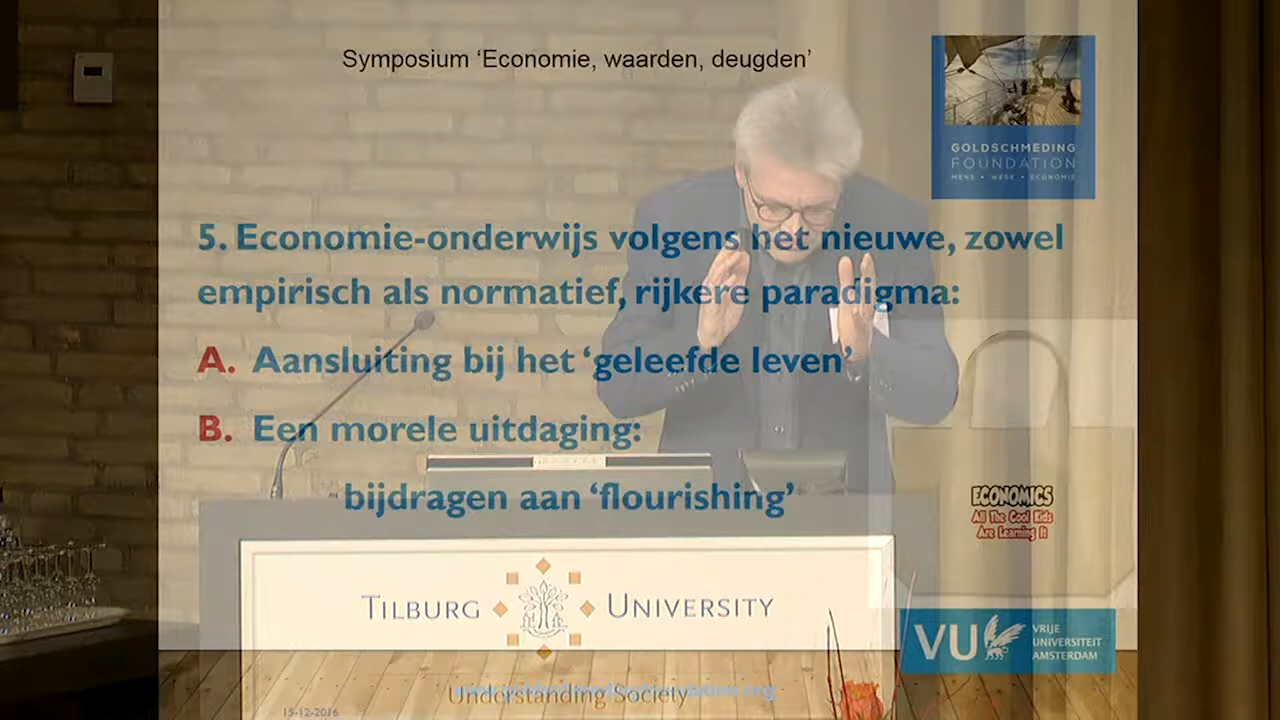 Symposium ‘Economie, waarden, deugden’
GOLDSCHMEDING
FOUNDATION
MENS • WERK • ECONOMIE
5. Economie-onderwijs volgens het nieuwe, zowel
empirisch als normatief, rijkere paradigma:
A. Aansluiting bij het ‘geleefde leven’
B. Een morele uitdaging:
bijdragen aan ‘flourishing’
ECONOMICS
All The Cool Kids
Are Learning It
TILBURG UNIVERSITY
VU VRIJE
UNIVERSITEIT
AMSTERDAM
Understanding Society
15-12-2016